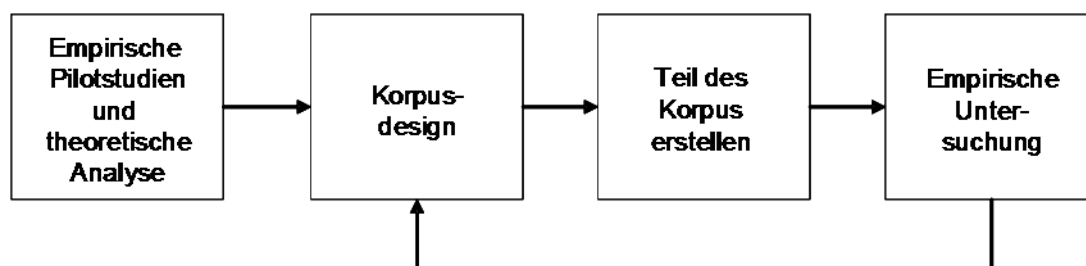 Empirische
Pilotstudien
und
theoretische
Analyse
Korpus-
design
Teil des
Korpus
erstellen
Empirische
Unter-
suchung